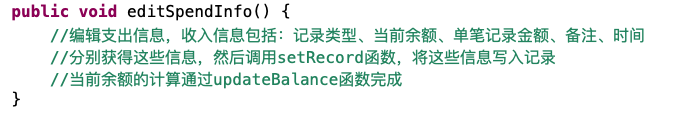 public void editSpendInfo() {
//编辑支出信息，收入信息包括：记录类型、当前余额、单笔记录金额、备注、时间
//分别获得这些信息，然后调用setRecord函数，将这些信息写入记录
//当前余额的计算通过updateBalance函数完成
}